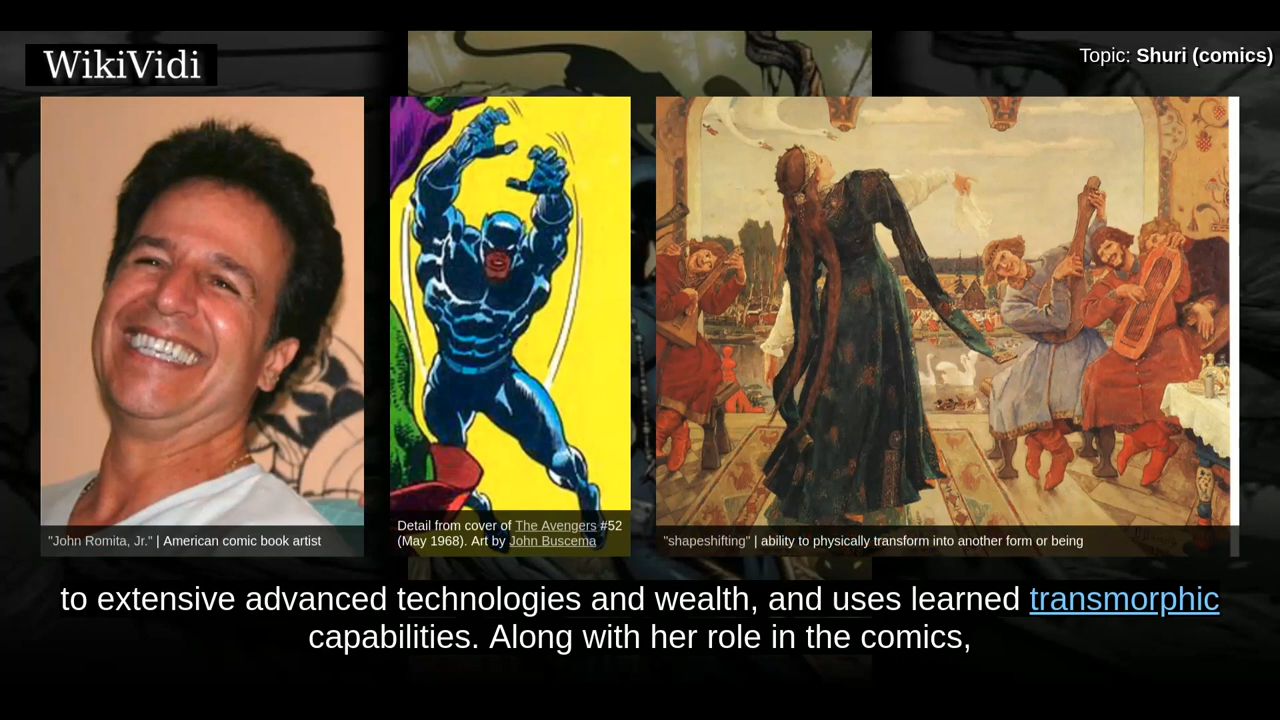 WikiVidi
Topic: Shuri (comics)
"John Romita, Jr." | American comic book artist
Detail from cover of The Avengers #52
(May 1968). Art by John Buscema
"shapeshifting" | ability to physically transform into another form or being
to extensive advanced technologies and wealth, and uses learned transmorphic
capabilities. Along with her role in the comics,